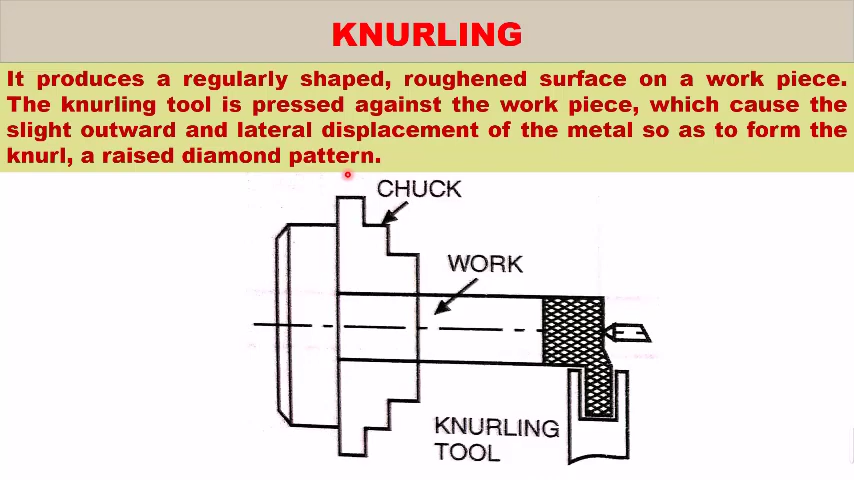 KNURLING
It produces a regularly shaped, roughened surface on a work piece.
The knurling tool is pressed against the work piece, which cause the
slight outward and lateral displacement of the metal so as to form the
knurl, a raised diamond pattern.
CHUCK
WORK
KNURLING
TOOL